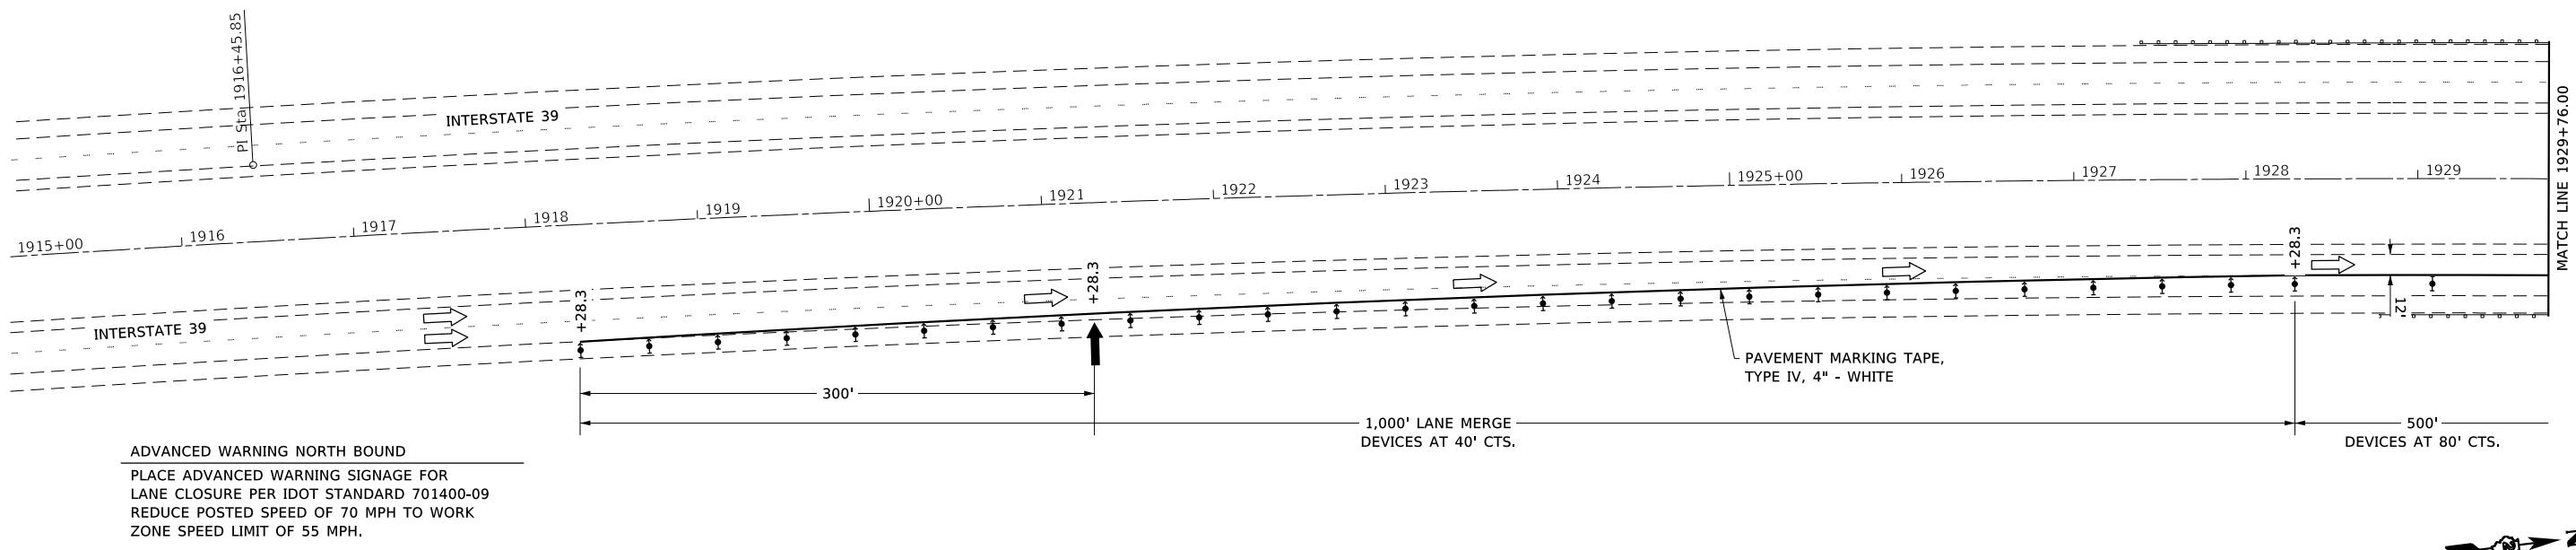 PI Sta. 1916+45.85
INTERSTATE 39
1915+00
1916
1917
1918
1919
1920+00
1921
1922
1923
1924
1925+00
1926
1927
1928
1929
MATCH LINE 1929+76.00
INTERSTATE 39
+28.3
+28.3
+28.3
12'
PAVEMENT MARKING TAPE,
TYPE IV, 4" - WHITE
300'
1,000' LANE MERGE
DEVICES AT 40' CTS.
500'
DEVICES AT 80' CTS.
ADVANCED WARNING NORTH BOUND
PLACE ADVANCED WARNING SIGNAGE FOR
LANE CLOSURE PER IDOT STANDARD 701400-09
REDUCE POSTED SPEED OF 70 MPH TO WORK
ZONE SPEED LIMIT OF 55 MPH.